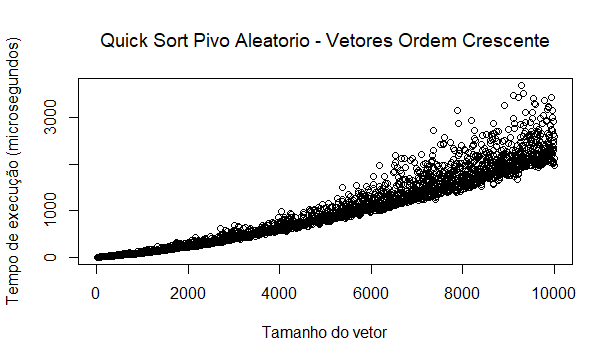 Quick Sort Pivo Aleatorio - Vetores Ordem Crescente
Tempo de execução (microsegundos)
3000
1000
0
0 2000 4000 6000 8000 10000
Tamanho do vetor